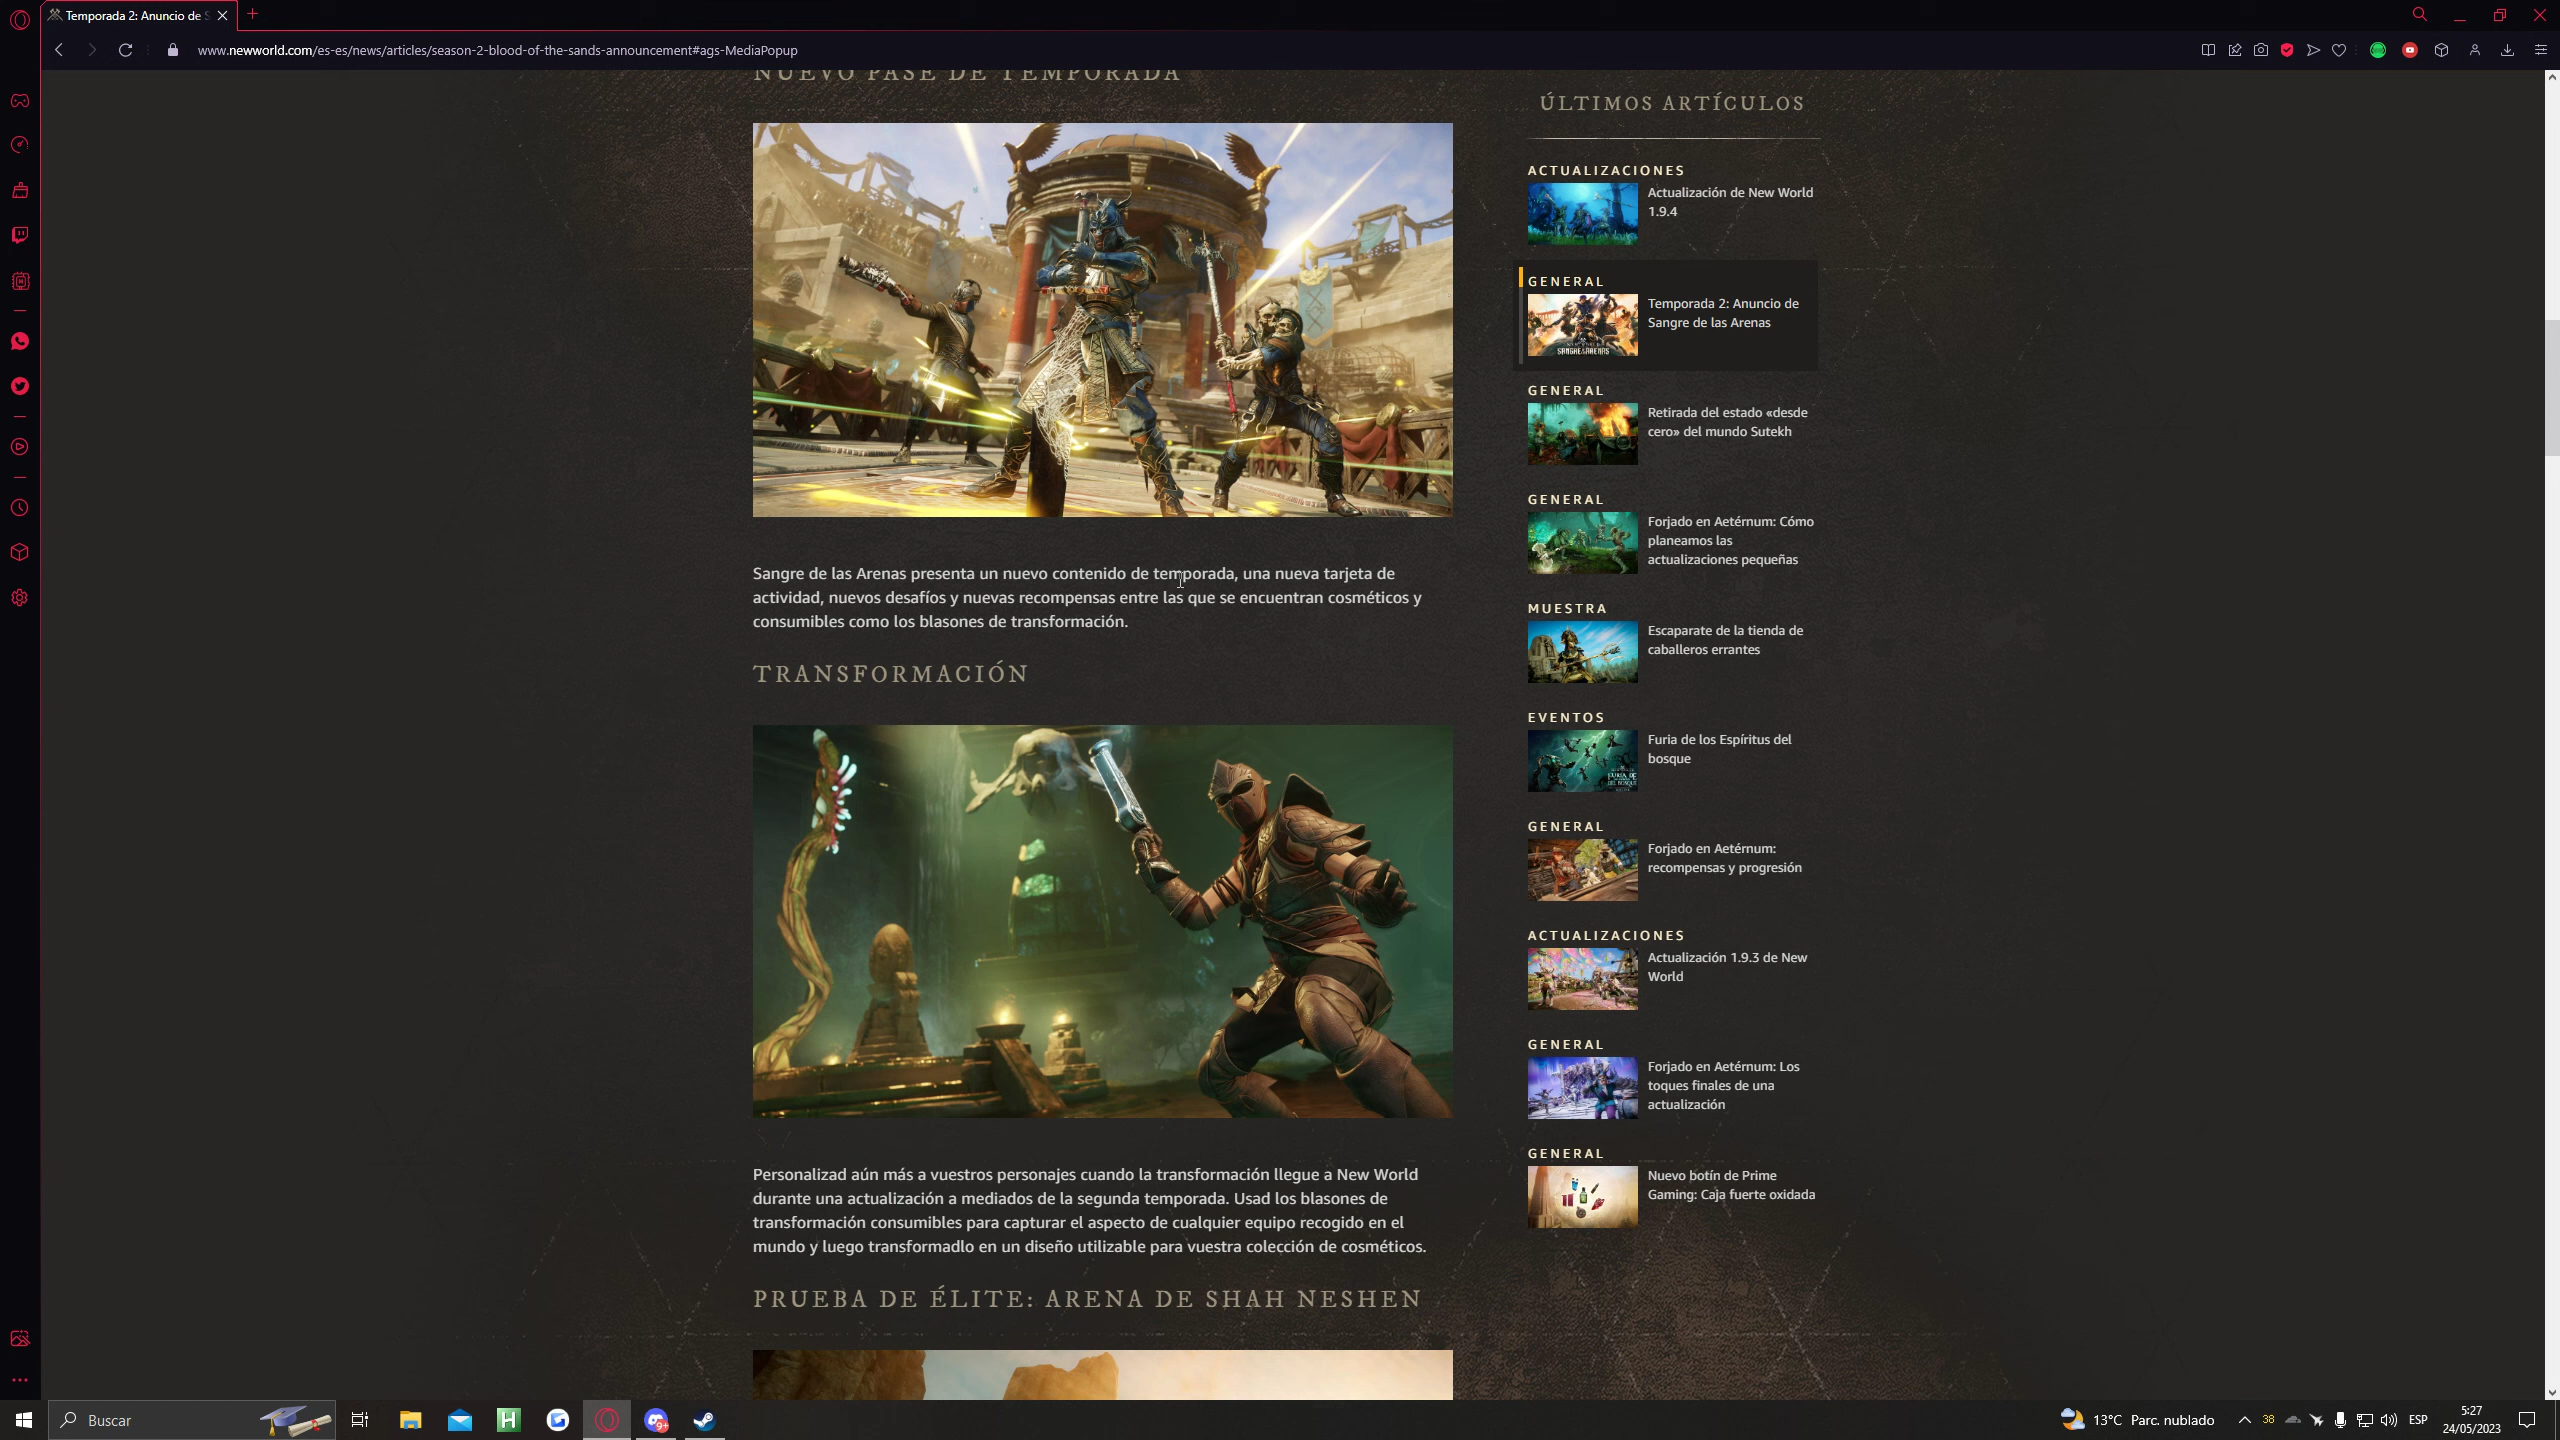 Temporada 2: Anuncio de S
www.newworld.com/es-es/news/articles/season-2-blood-of-the-sands-announcement#ags-MediaPopup
NUEVO PASE DE TEMPORADA
Sangre de las Arenas presenta un nuevo contenido de temporada, una nueva tarjeta de
actividad, nuevos desafíos y nuevas recompensas entre las que se encuentran cosméticos y
consumibles como los blasones de transformación.
TRANSFORMACIÓN
Personalizad aún más a vuestros personajes cuando la transformación llegue a New World
durante una actualización a mediados de la segunda temporada. Usad los blasones de
transformación consumibles para capturar el aspecto de cualquier equipo recogido en el
mundo y luego transformadlo en un diseño utilizable para vuestra colección de cosméticos.
PRUEBA DE ÉLITE: ARENA DE SHAH NESHEN
ÚLTIMOS ARTÍCULOS
ACTUALIZACIONES
Actualización de New World
1.9.4
GENERAL
SANGRE DE LAS ARENAS
Temporada 2: Anuncio de
Sangre de las Arenas
GENERAL
Retirada del estado «desde
cero» del mundo Sutekh
GENERAL
Forjado en Aetérnum: Cómo
planeamos las
actualizaciones pequeñas
MUESTRA
Escaparate de la tienda de
caballeros errantes
EVENTOS
FURIA DE
Furia de los Espíritus del
bosque
GENERAL
Forjado en Aetérnum:
recompensas y progresión
ACTUALIZACIONES
Actualización 1.9.3 de New
World
GENERAL
Forjado en Aetérnum: Los
toques finales de una
actualización
GENERAL
Nuevo botín de Prime
Gaming: Caja fuerte oxidada
Buscar
H
9+
13°C Parc. nublado
38
ESP
5:27
24/05/2023